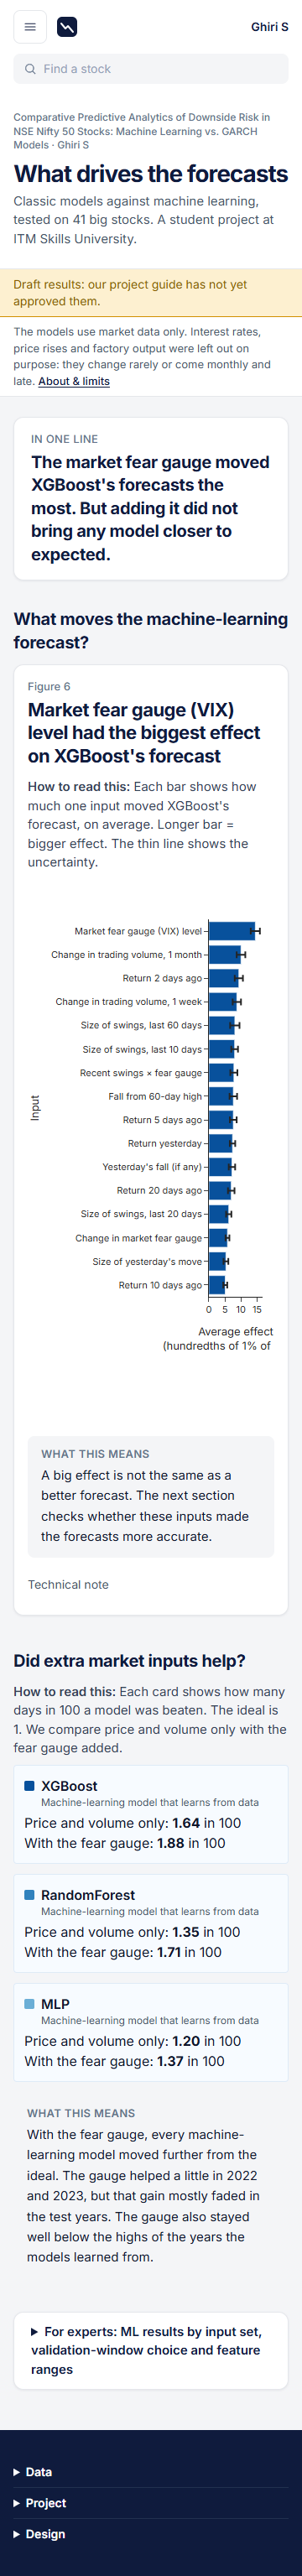 Ghiri S
Find a stock
Comparative Predictive Analytics of Downside Risk in
NSE Nifty 50 Stocks: Machine Learning vs. GARCH
Models · Ghiri S
What drives the forecasts
Classic models against machine learning,
tested on 41 big stocks. A student project at
ITM Skills University.
Draft results: our project guide has not yet
approved them.
The models use market data only. Interest rates,
price rises and factory output were left out on
purpose: they change rarely or come monthly and
late. About & limits
IN ONE LINE
The market fear gauge moved
XGBoost's forecasts the
most. But adding it did not
bring any model closer to
expected.
What moves the machine-learning
forecast?
Figure 6
Market fear gauge (VIX)
level had the biggest effect
on XGBoost's forecast
How to read this: Each bar shows how
much one input moved XGBoost's
forecast, on average. Longer bar =
bigger effect. The thin line shows the
uncertainty.
Market fear gauge (VIX) level
Change in trading volume, 1 month
Return 2 days ago
Change in trading volume, 1 week
Size of swings, last 60 days
Size of swings, last 10 days
Recent swings × fear gauge
Fall from 60-day high
Return 5 days ago
Return yesterday
Yesterday's fall (if any)
Return 20 days ago
Size of swings, last 20 days
Change in market fear gauge
Size of yesterday's move
Return 10 days ago
Input
0 5 10 15
Average effect
(hundredths of 1% of
WHAT THIS MEANS
A big effect is not the same as a
better forecast. The next section
checks whether these inputs made
the forecasts more accurate.
Technical note
Did extra market inputs help?
How to read this: Each card shows how many
days in 100 a model was beaten. The ideal is
1. We compare price and volume only with the
fear gauge added.
XGBoost
Machine-learning model that learns from data
Price and volume only: 1.64 in 100
With the fear gauge: 1.88 in 100
RandomForest
Machine-learning model that learns from data
Price and volume only: 1.35 in 100
With the fear gauge: 1.71 in 100
MLP
Machine-learning model that learns from data
Price and volume only: 1.20 in 100
With the fear gauge: 1.37 in 100
WHAT THIS MEANS
With the fear gauge, every machine-
learning model moved further from the
ideal. The gauge helped a little in 2022
and 2023, but that gain mostly faded in
the test years. The gauge also stayed
well below the highs of the years the
models learned from.
For experts: ML results by input set,
validation-window choice and feature
ranges
Data
Project
Design